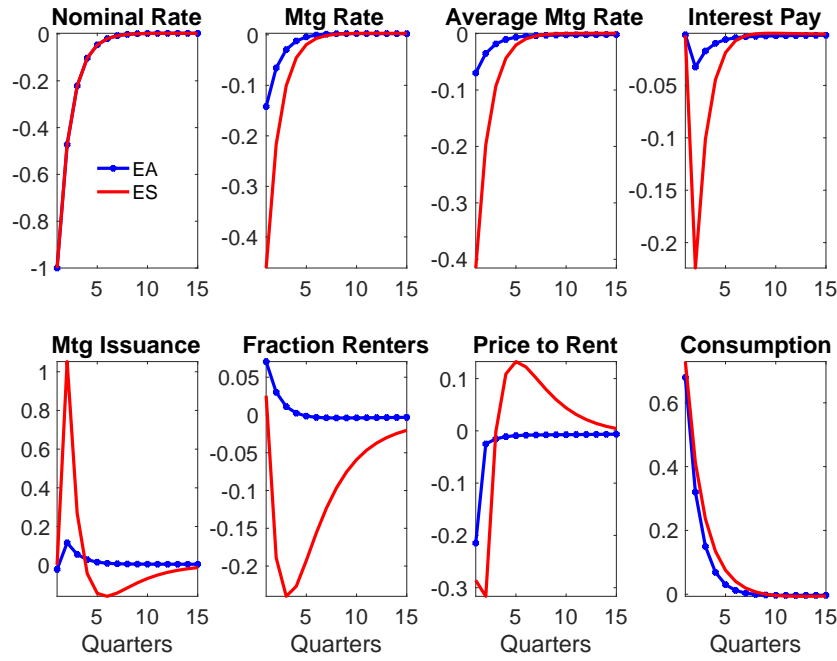 Nominal Rate
0
-0.2
-0.4
-0.6
-0.8
-1
EA
ES
5 10 15
Mtg Rate
0
-0.1
-0.2
-0.3
-0.4
5 10 15
Average Mtg Rate
0
-0.1
-0.2
-0.3
-0.4
5 10 15
Interest Pay
-0.05
-0.1
-0.15
-0.2
5 10 15
Mtg Issuance
1
0.8
0.6
0.4
0.2
0
5 10 15
Quarters
Fraction Renters
0.05
0
-0.05
-0.1
-0.15
-0.2
5 10 15
Quarters
Price to Rent
0.1
0
-0.1
-0.2
-0.3
5 10 15
Quarters
Consumption
0.6
0.4
0.2
0
5 10 15
Quarters